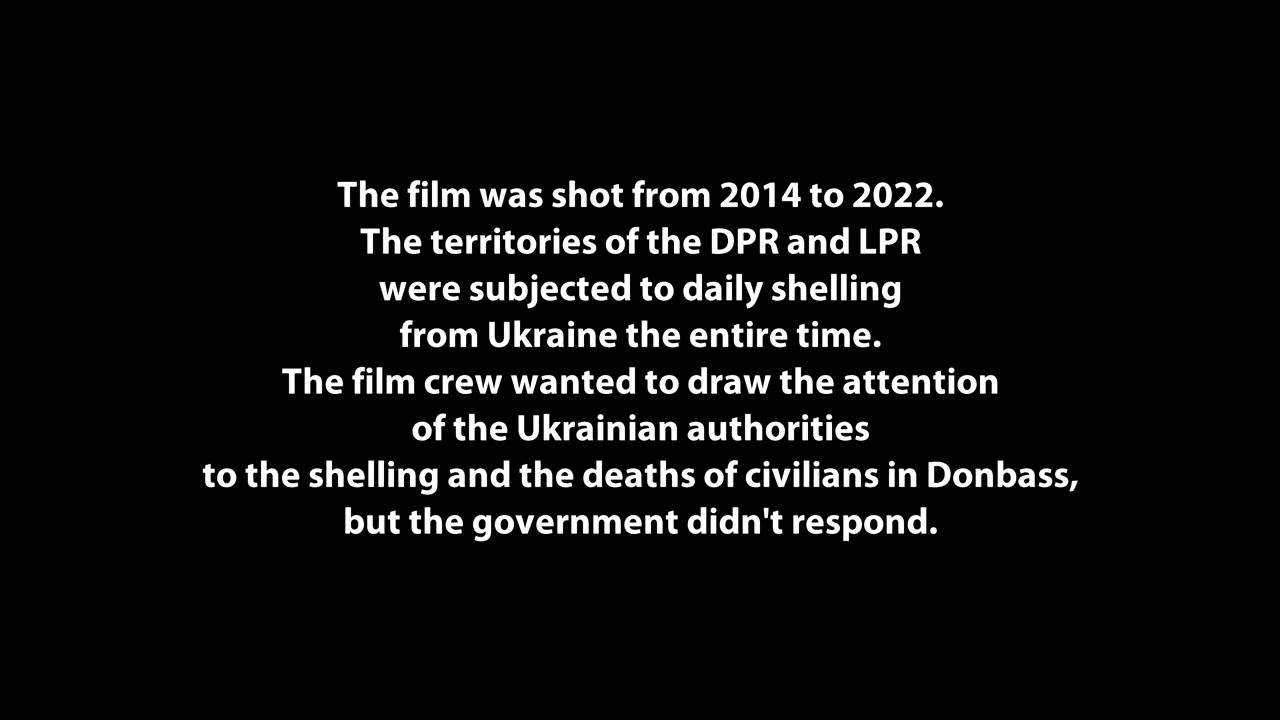 The film was shot from 2014 to 2022.
The territories of the DPR and LPR
were subjected to daily shelling
from Ukraine the entire time.
The film crew wanted to draw the attention
of the Ukrainian authorities
to the shelling and the deaths of civilians in Donbass,
but the government didn't respond.